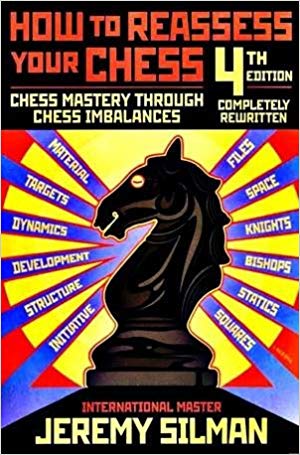 HOW TO REASSESS
YOUR CHESS
4TH
EDITION
CHESS MASTERY THROUGH
CHESS IMBALANCES
COMPLETELY
REWRITTEN
MATERIAL
TARGETS
DYNAMICS
DEVELOPMENT
STRUCTURE
INITIATIVE
FILES
SPACE
KNIGHTS
BISHOPS
STATICS
SQUARES
INTERNATIONAL MASTER
JEREMY SILMAN